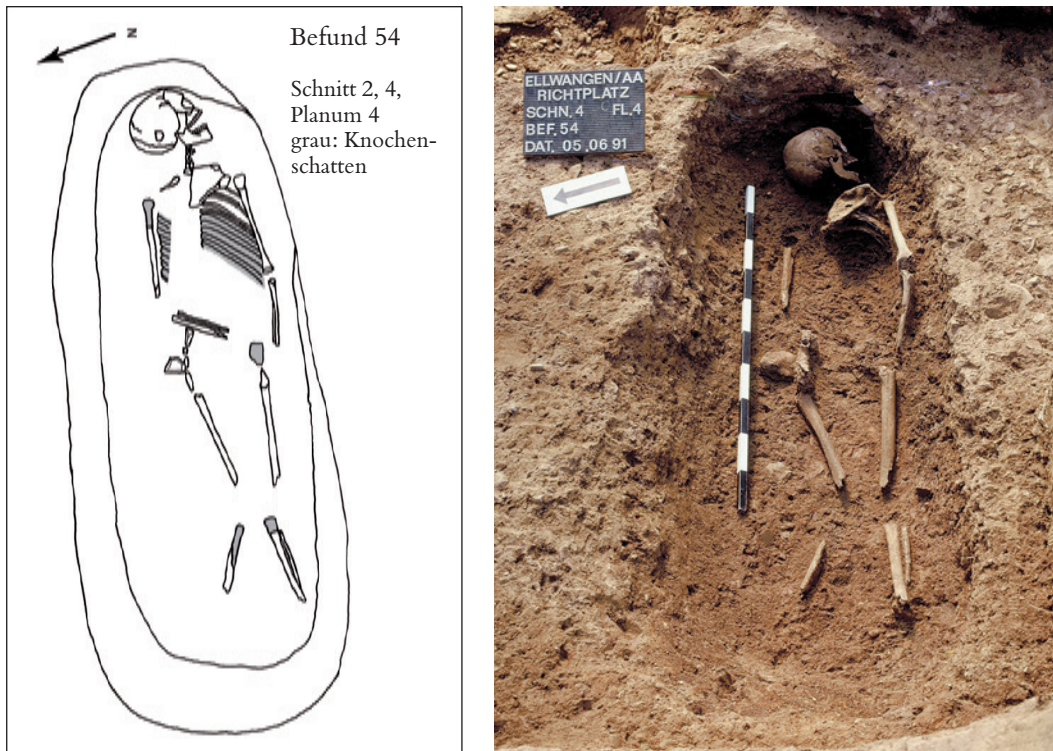 N
Befund 54
Schnitt 2, 4,
Planum 4
grau: Knochen-
schatten
ELLWANGEN/AA
RICHTPLATZ
SCHN. 4 FL. 4
BEF. 54
DAT. 05.06 91